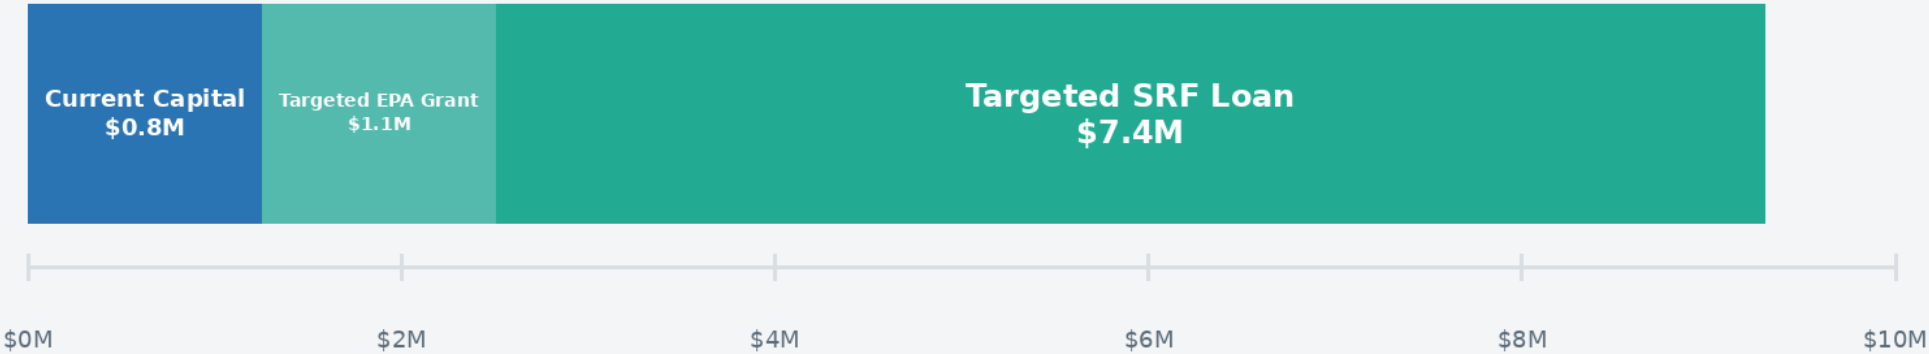 Current Capital
$0.8M
Targeted EPA Grant
$1.1M
Targeted SRF Loan
$7.4M
$0M
$2M
$4M
$6M
$8M
$10M